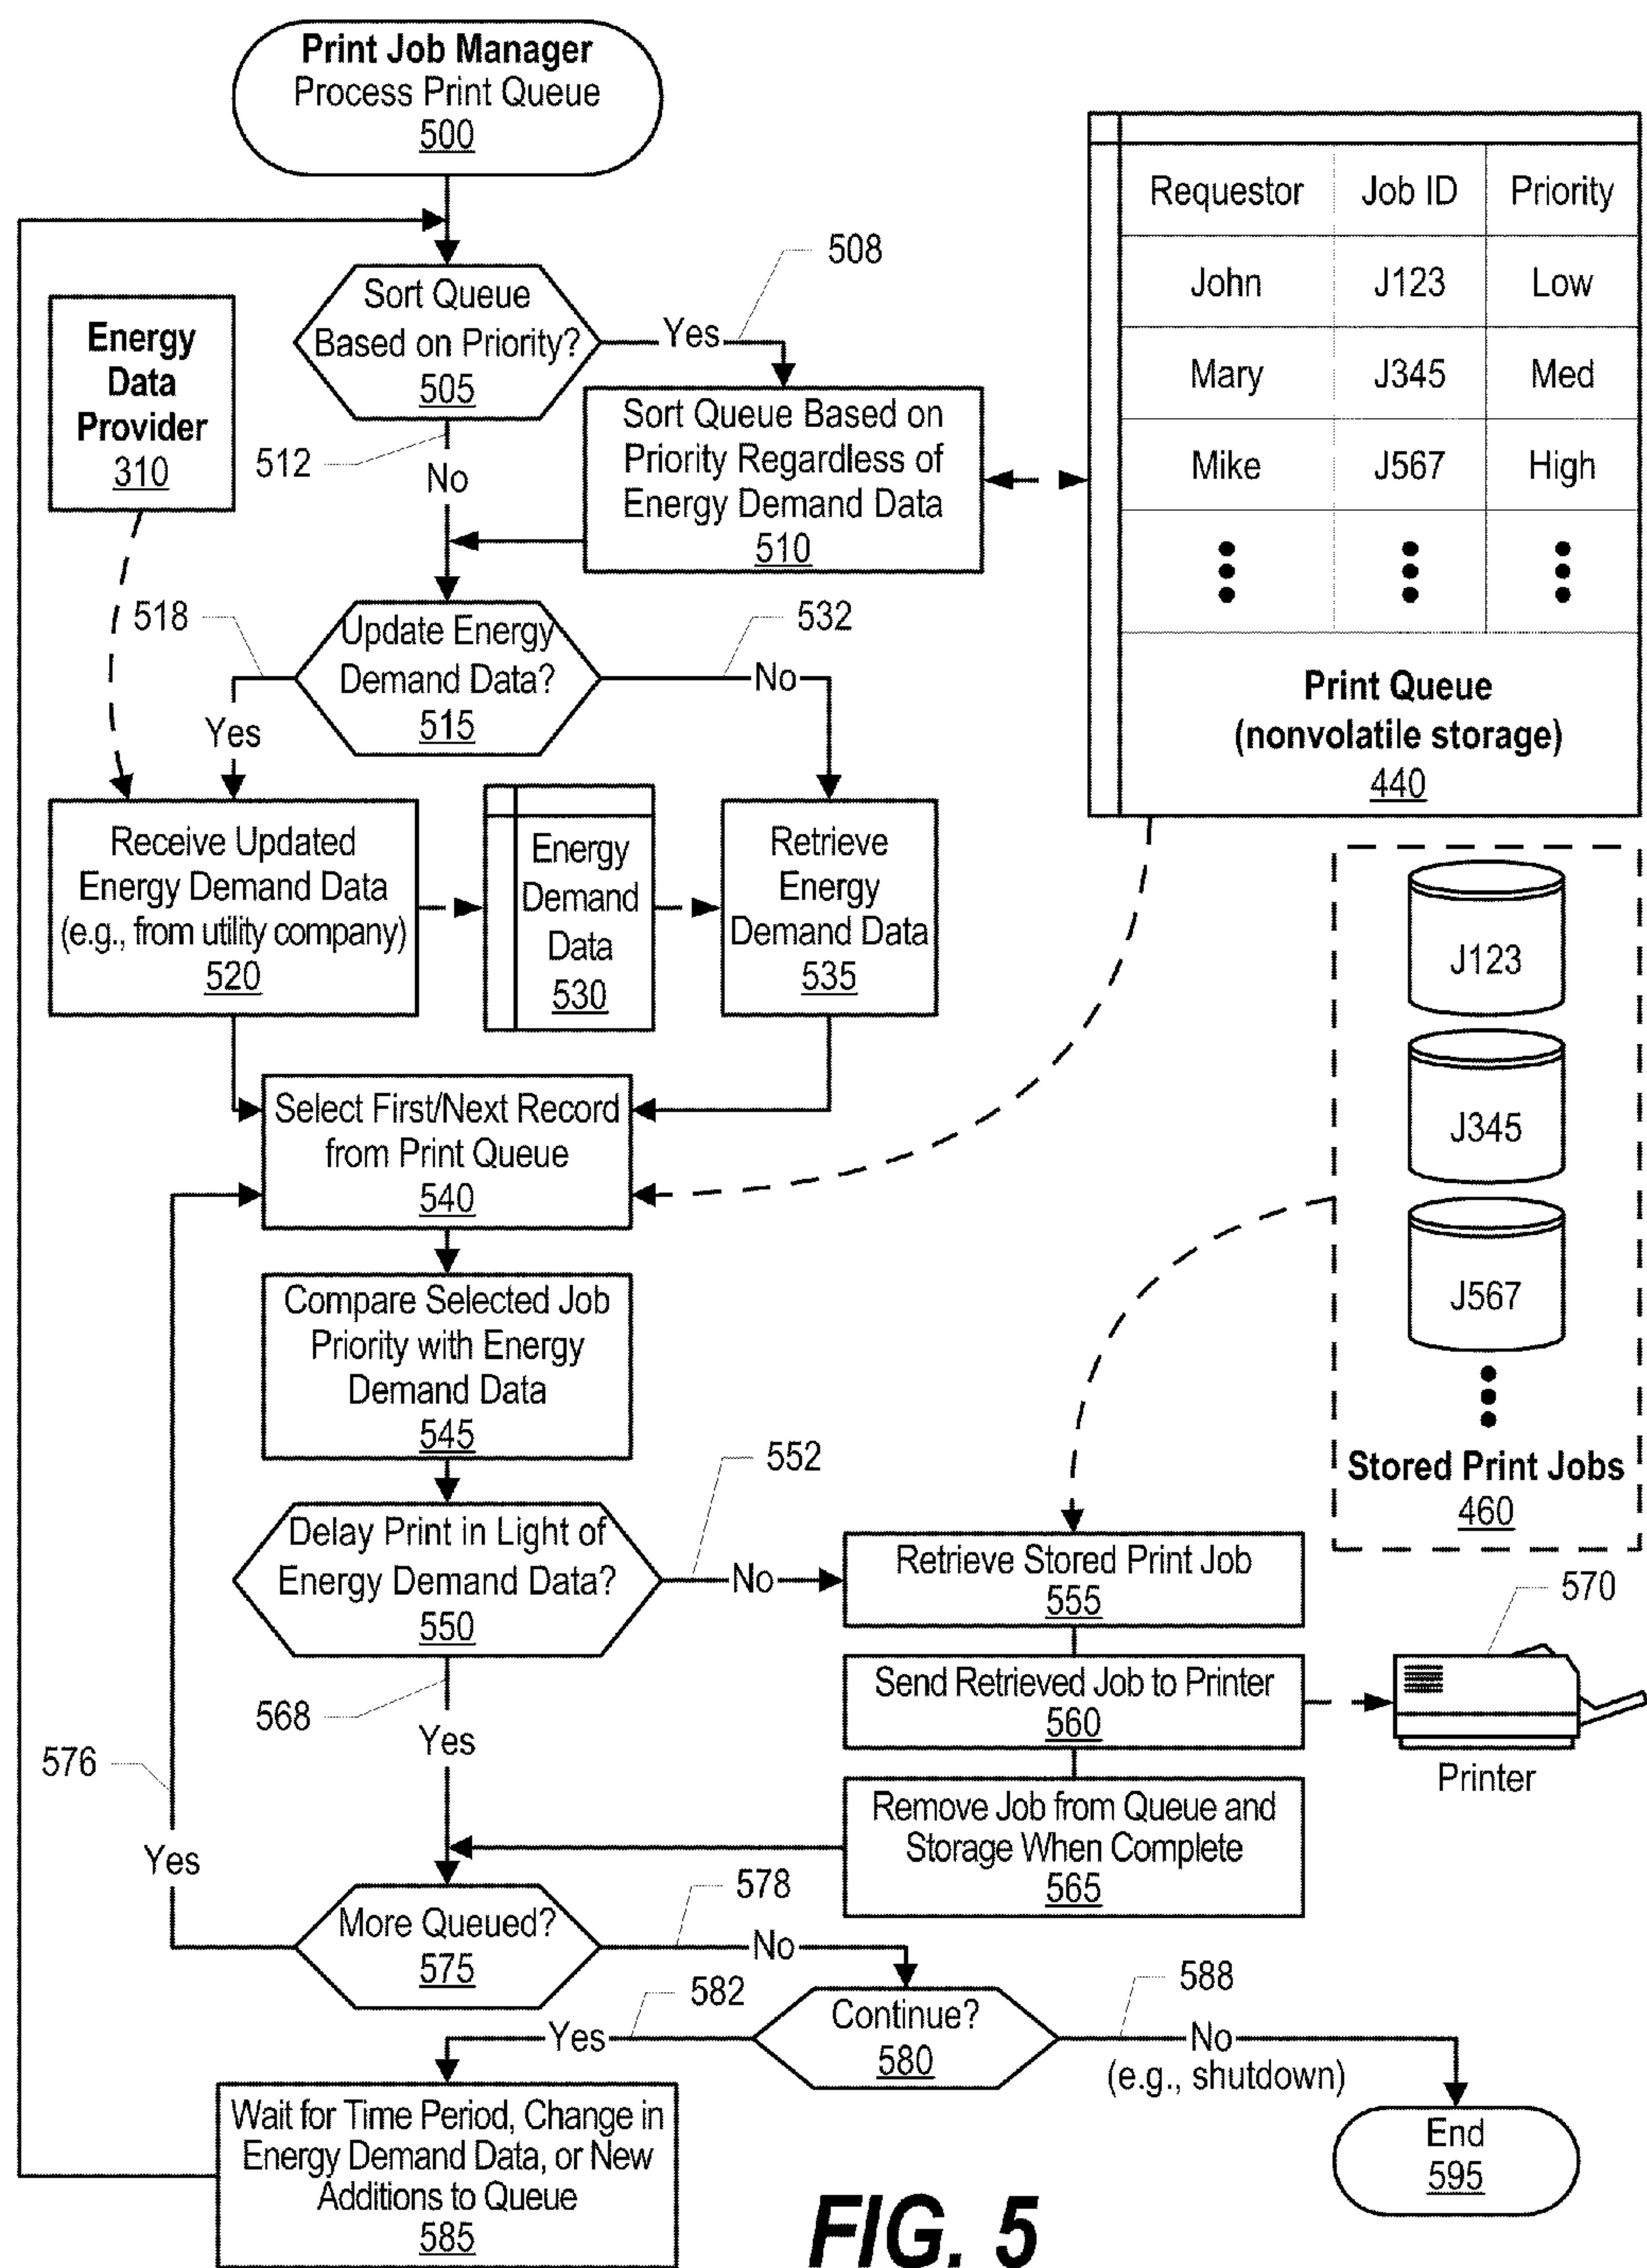 Print Job Manager
Process Print Queue
500
Sort Queue
Based on Priority?
505
508
Yes
512
No
Sort Queue Based on
Priority Regardless of
Energy Demand Data
510
Energy
Data
Provider
310
Requestor Job ID Priority
John J123 Low
Mary J345 Med
Mike J567 High
Print Queue
(nonvolatile storage)
440
Update Energy
Demand Data?
515
518
Yes
532
No
Receive Updated
Energy Demand Data
(e.g., from utility company)
520
Energy
Demand
Data
530
Retrieve
Energy
Demand Data
535
J123
J345
J567
Stored Print Jobs
460
Select First/Next Record
from Print Queue
540
Compare Selected Job
Priority with Energy
Demand Data
545
Delay Print in Light of
Energy Demand Data?
550
552
No
568
Yes
Retrieve Stored Print Job
555
Send Retrieved Job to Printer
560
570
Printer
Remove Job from Queue and
Storage When Complete
565
576
Yes
More Queued?
575
578
No
Continue?
580
582
Yes
588
No
(e.g., shutdown)
Wait for Time Period, Change in
Energy Demand Data, or New
Additions to Queue
585
End
595
FIG. 5